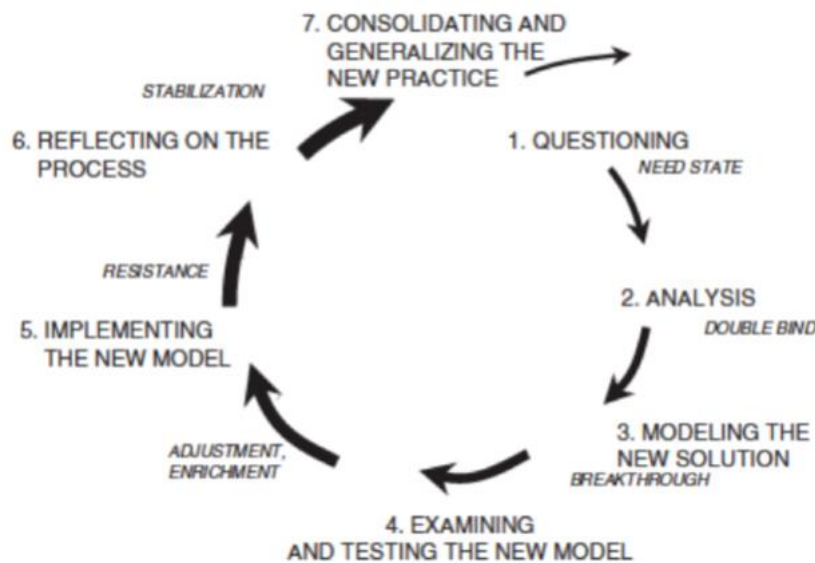 7. CONSOLIDATING AND
GENERALIZING THE
NEW PRACTICE
1. QUESTIONING
NEED STATE
2. ANALYSIS
DOUBLE BIND
3. MODELING THE
NEW SOLUTION
BREAKTHROUGH
4. EXAMINING
AND TESTING THE NEW MODEL
ADJUSTMENT,
ENRICHMENT
5. IMPLEMENTING
THE NEW MODEL
RESISTANCE
6. REFLECTING ON THE
PROCESS
STABILIZATION